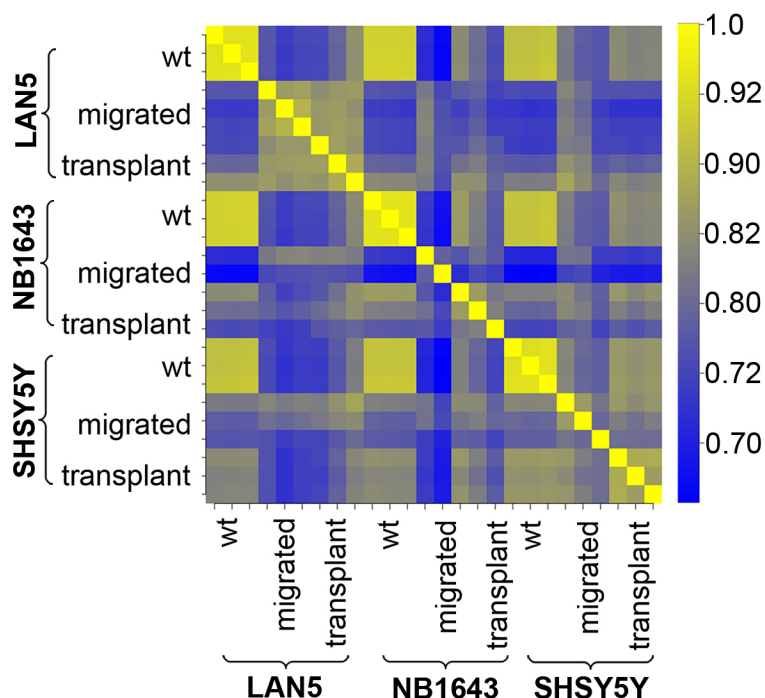 1.0
0.92
0.90
0.82
0.80
0.72
0.70
LAN5
wt
migrated
transplant
NB1643
wt
migrated
transplant
SHSY5Y
wt
migrated
transplant
wt
migrated
transplant
wt
migrated
transplant
wt
migrated
transplant
LAN5
NB1643
SHSY5Y